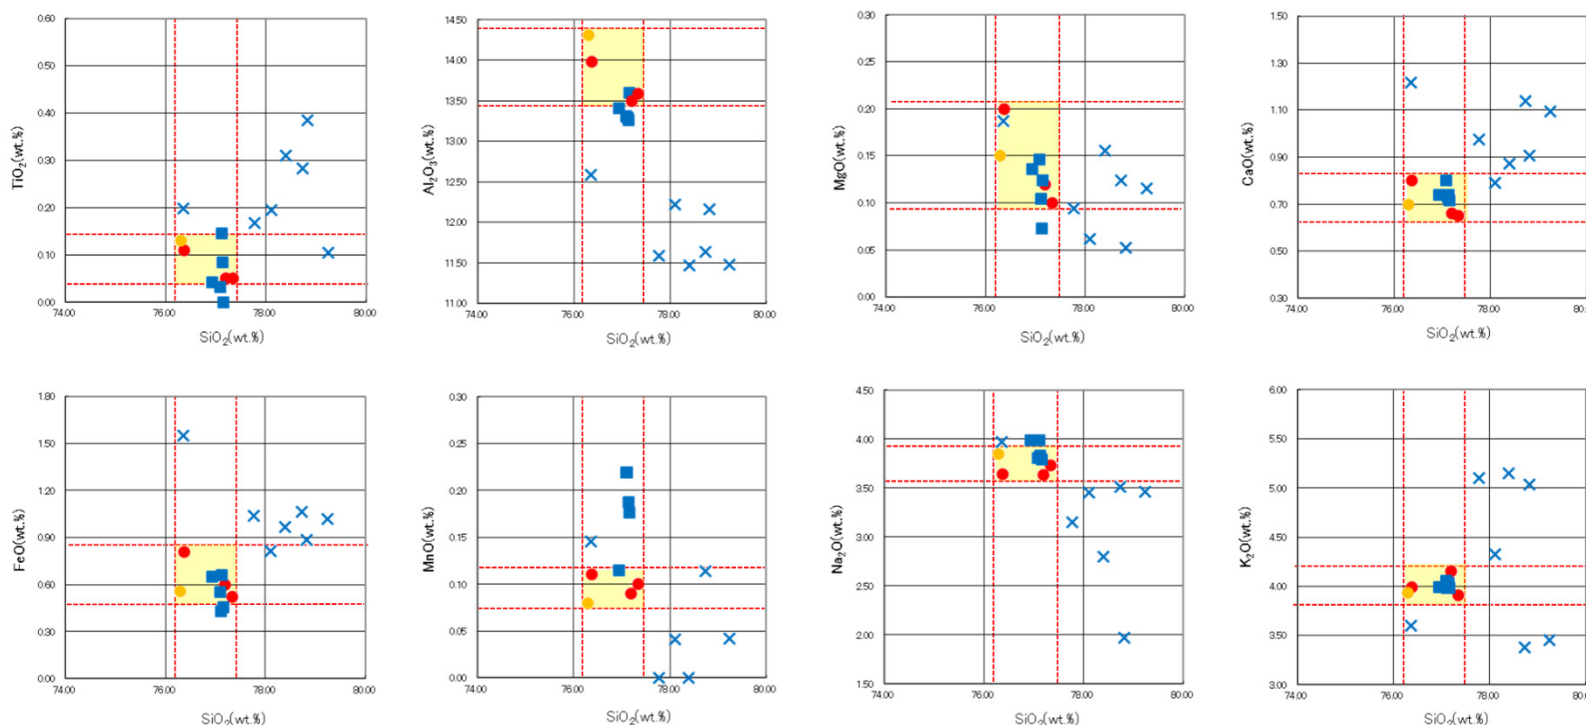 0.60
0.50
0.40
0.30
0.20
0.10
0.00
TiO2(wt.%)
74.00 76.00 78.00 80.00
SiO2(wt.%)
14.50
14.00
13.50
13.00
12.50
12.00
11.50
11.00
Al2O3(wt.%)
74.00 76.00 78.00 80.00
SiO2(wt.%)
0.30
0.25
0.20
0.15
0.10
0.05
0.00
MgO(wt.%)
74.00 76.00 78.00 80.00
SiO2(wt.%)
1.50
1.30
1.10
0.90
0.70
0.50
0.30
CaO(wt.%)
74.00 76.00 78.00 80.00
SiO2(wt.%)
1.80
1.50
1.20
0.90
0.60
0.30
0.00
FeO(wt.%)
74.00 76.00 78.00 80.00
SiO2(wt.%)
0.30
0.25
0.20
0.15
0.10
0.05
0.00
MnO(wt.%)
74.00 76.00 78.00 80.00
SiO2(wt.%)
4.50
4.00
3.50
3.00
2.50
2.00
1.50
Na2O(wt.%)
74.00 76.00 78.00 80.00
SiO2(wt.%)
6.00
5.50
5.00
4.50
4.00
3.50
3.00
K2O(wt.%)
74.00 76.00 78.00 80.00
SiO2(wt.%)